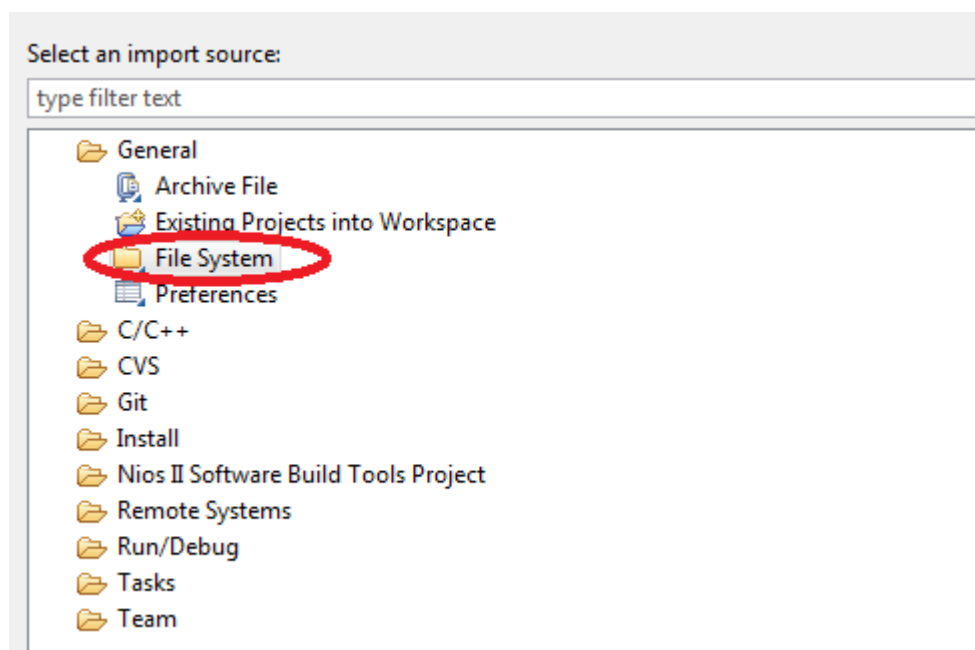 Select an import source:
type filter text
General
Archive File
Existing Projects into Workspace
File System
Preferences
C/C++
CVS
Git
Install
Nios II Software Build Tools Project
Remote Systems
Run/Debug
Tasks
Team